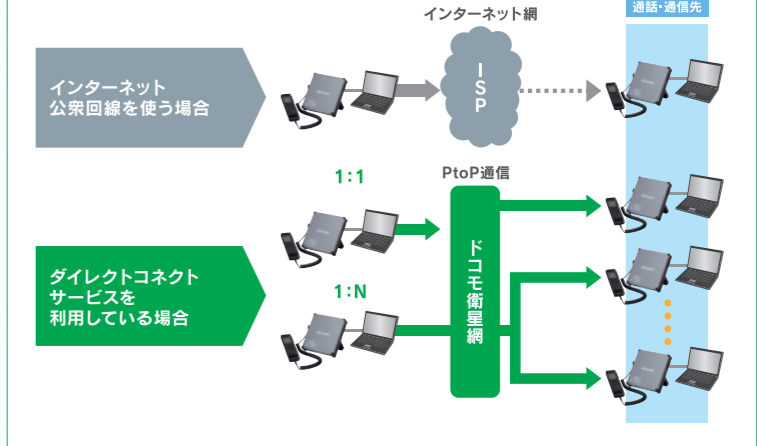 通話・通信先
インターネット網
インターネット
公衆回線を使う場合
ISP
1:1
PtoP通信
ダイレクトコネクト
サービスを
利用している場合
1:N
ドコモ衛星網